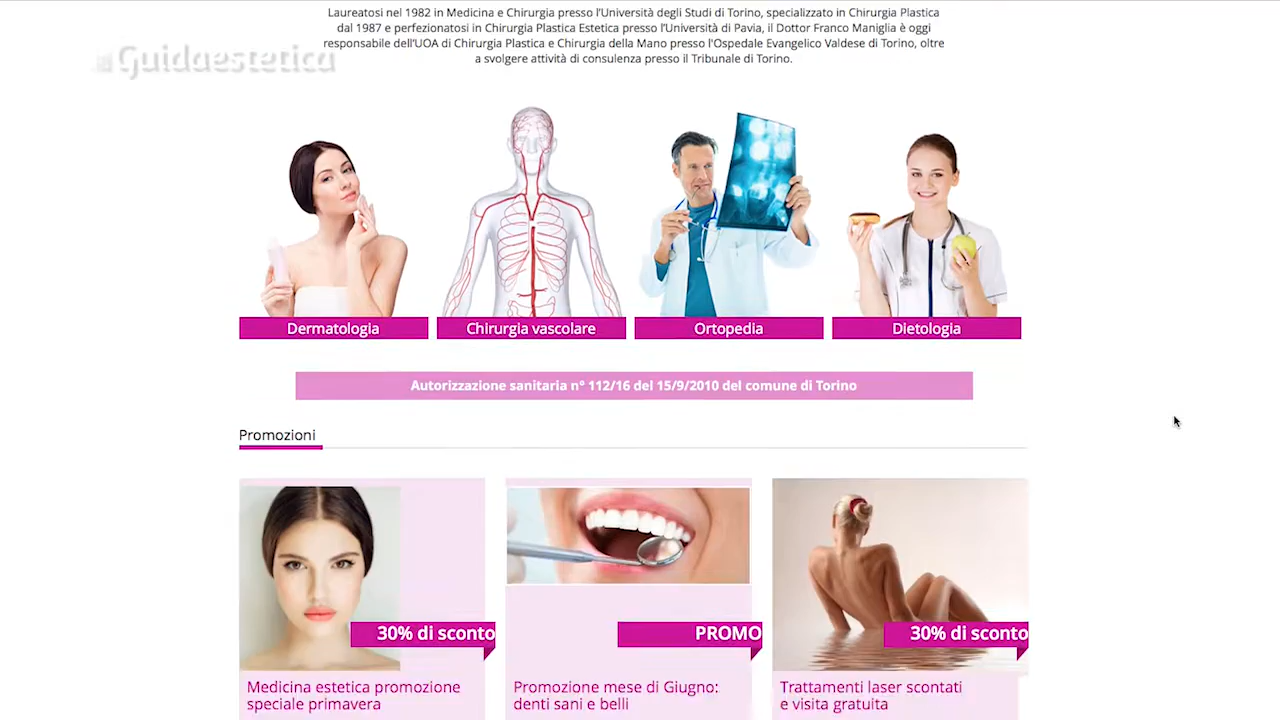 Laureatosi nel 1982 in Medicina e Chirurgia presso l'Università degli Studi di Torino, specializzato in Chirurgia Plastica
dal 1987 e perfezionatosi in Chirurgia Plastica Estetica presso l'Università di Pavia, il Dottor Franco Maniglia è oggi
responsabile dell'UOA di Chirurgia Plastica e Chirurgia della Mano presso l'Ospedale Evangelico Valdese di Torino, oltre
a svolgere attività di consulenza presso il Tribunale di Torino.
Guidaestetica
Dermatologia
Chirurgia vascolare
Ortopedia
Dietologia
Autorizzazione sanitaria n° 112/16 del 15/9/2010 del comune di Torino
Promozioni
30% di sconto
PROMO
30% di sconto
Medicina estetica promozione
speciale primavera
Promozione mese di Giugno:
denti sani e belli
Trattamenti laser scontati
e visita gratuita